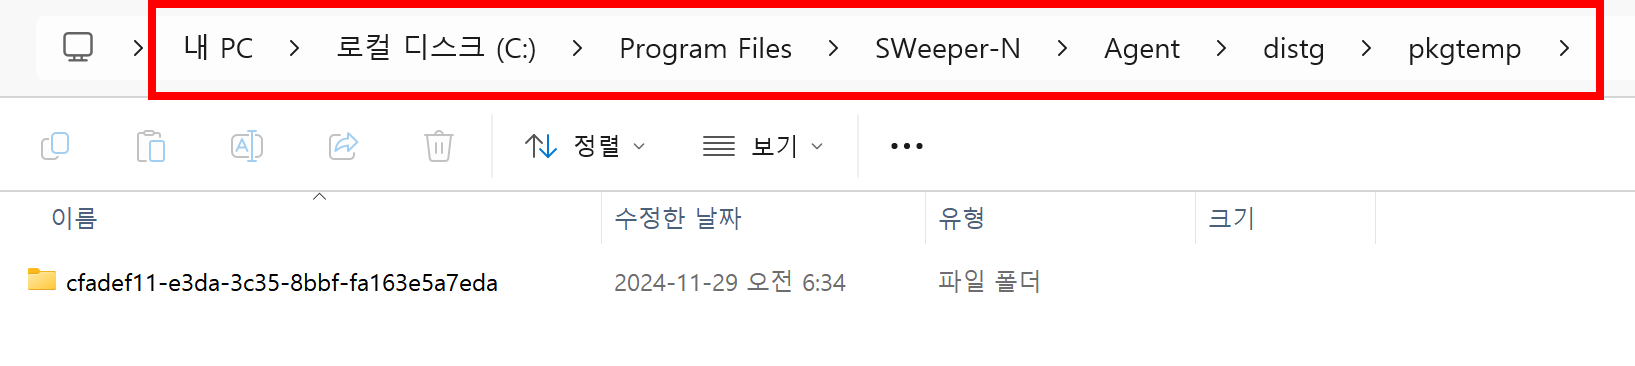 내 PC > 로컬 디스크 (C:) > Program Files > SWeeper-N > Agent > distg > pkgtemp >
정렬 보기 •••
이름 수정한 날짜 유형 크기
cfadef11-e3da-3c35-8bbf-fa163e5a7eda 2024-11-29 오전 6:34 파일 폴더